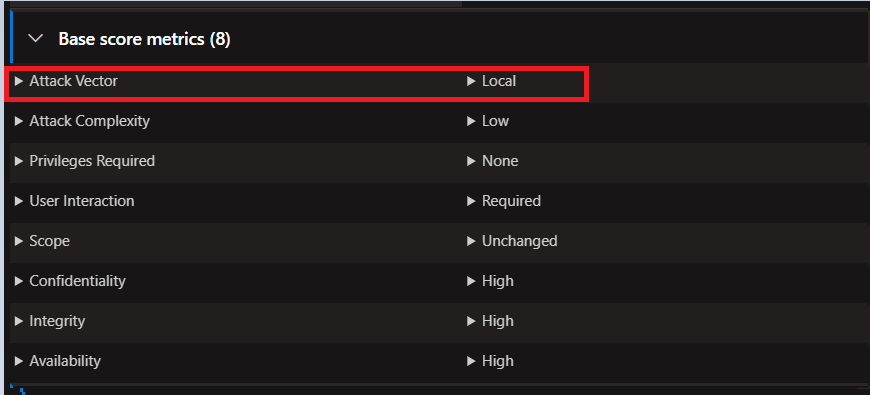 Base score metrics (8)
Attack Vector Local
Attack Complexity Low
Privileges Required None
User Interaction Required
Scope Unchanged
Confidentiality High
Integrity High
Availability High